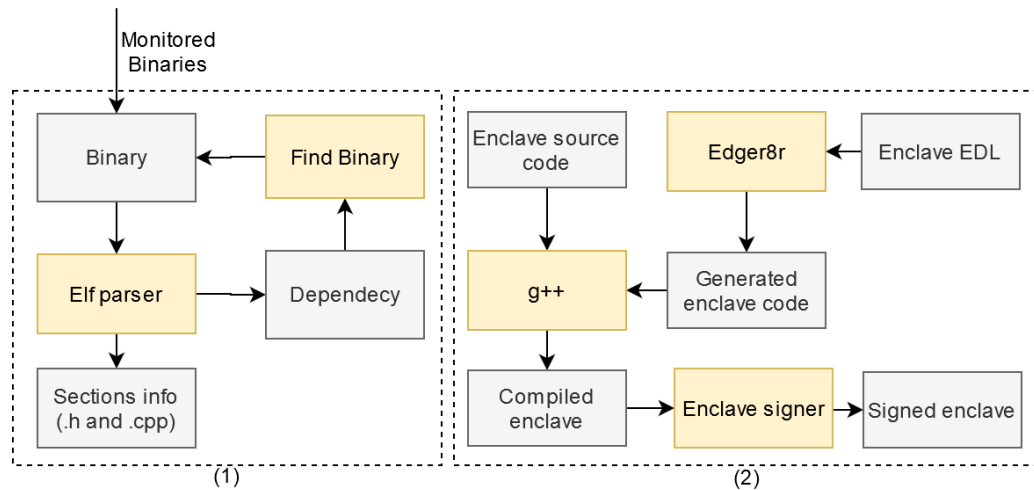 Monitored
Binaries
Binary
Find Binary
Elf parser
Dependecy
Sections info
(.h and .cpp)
(1)
Enclave source
code
Edger8r
Enclave EDL
g++
Generated
enclave code
Compiled
enclave
Enclave signer
Signed enclave
(2)